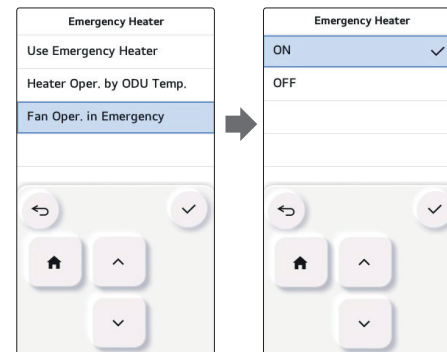 Emergency Heater
Use Emergency Heater
Heater Oper. by ODU Temp.
Fan Oper. in Emergency
Emergency Heater
ON
OFF